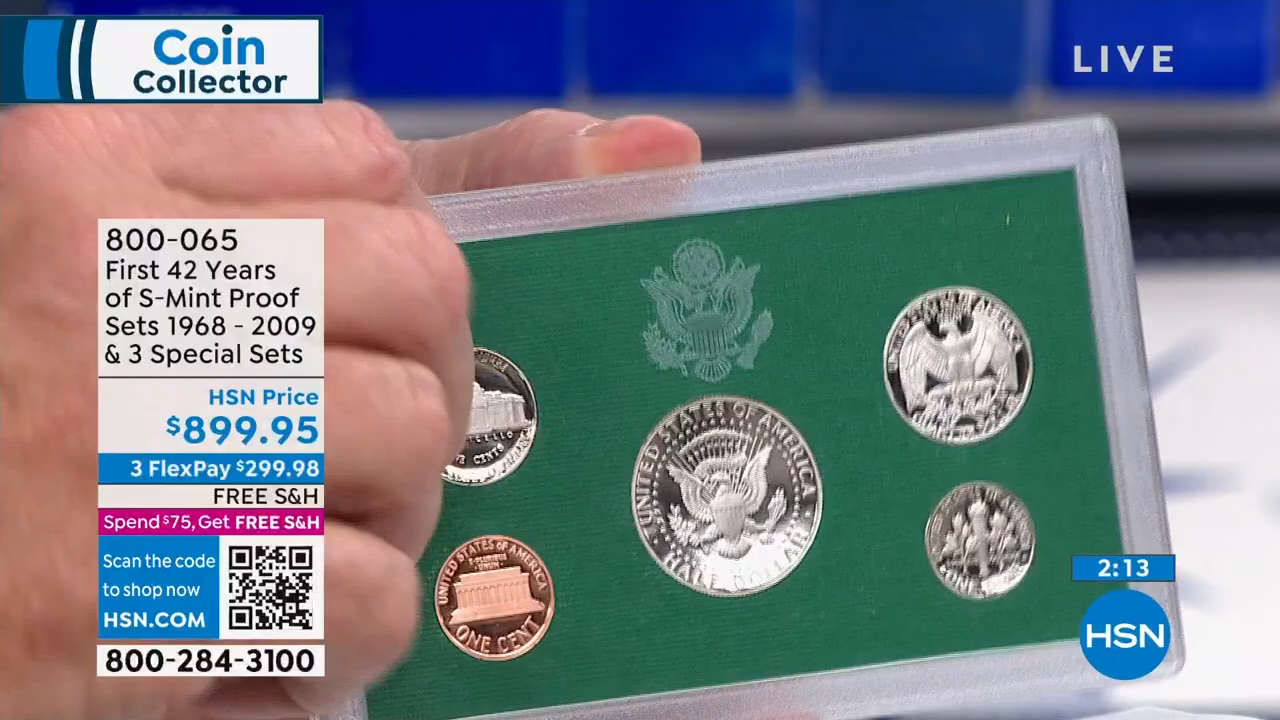 Coin
Collector
LIVE
800-065
First 42 Years
of S-Mint Proof
Sets 1968 - 2009
& 3 Special Sets
HSN Price
$899.95
3 FlexPay $299.98
FREE S&H
Spend $75, Get FREE S&H
Scan the code
to shop now
HSN.COM
800-284-3100
UNITED STATES OF AMERICA
HALF DOLLAR
UNITED STATES OF AMERICA
ONE CENT
2:13
HSN